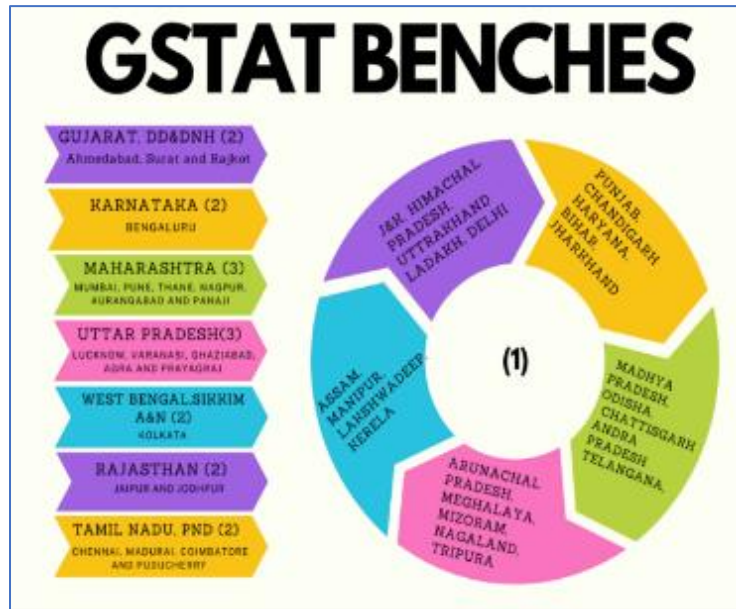 GSTAT BENCHES
GUJARAT, DD&DNH (2)
Ahmedabad, Surat and Rajkot
KARNATAKA (2)
BENGALURU
MAHARASHTRA (3)
MUMBAI, PUNE, THANE, NAGPUR,
AURANGABAD AND PANAJI
UTTAR PRADESH(3)
LUCKNOW, VARANASI, GHAZIABAD,
AGRA AND PRAYAGRAJ
WEST BENGAL,SIKKIM
A&N (2)
KOLKATA
RAJASTHAN (2)
JAIPUR AND JODHPUR
TAMIL NADU, PND (2)
CHENNAI, MADURAI, COIMBATORE
AND PUDUCHERRY
J&K, HIMACHAL
PRADESH,
UTTRAKHAND
LADAKH, DELHI
PUNJAB,
CHANDIGARH
HARYANA,
BIHAR,
JHARKHAND
MADHYA
PRADESH,
ODISHA
CHATTISGARH
ANDRA
PRADESH
TELANGANA,
ARUNACHAL
PRADESH,
MEGHALAYA,
MIZORAM,
NAGALAND,
TRIPURA
ASSAM,
MANIPUR,
LAKSHWADEEP,
KERELA
(1)